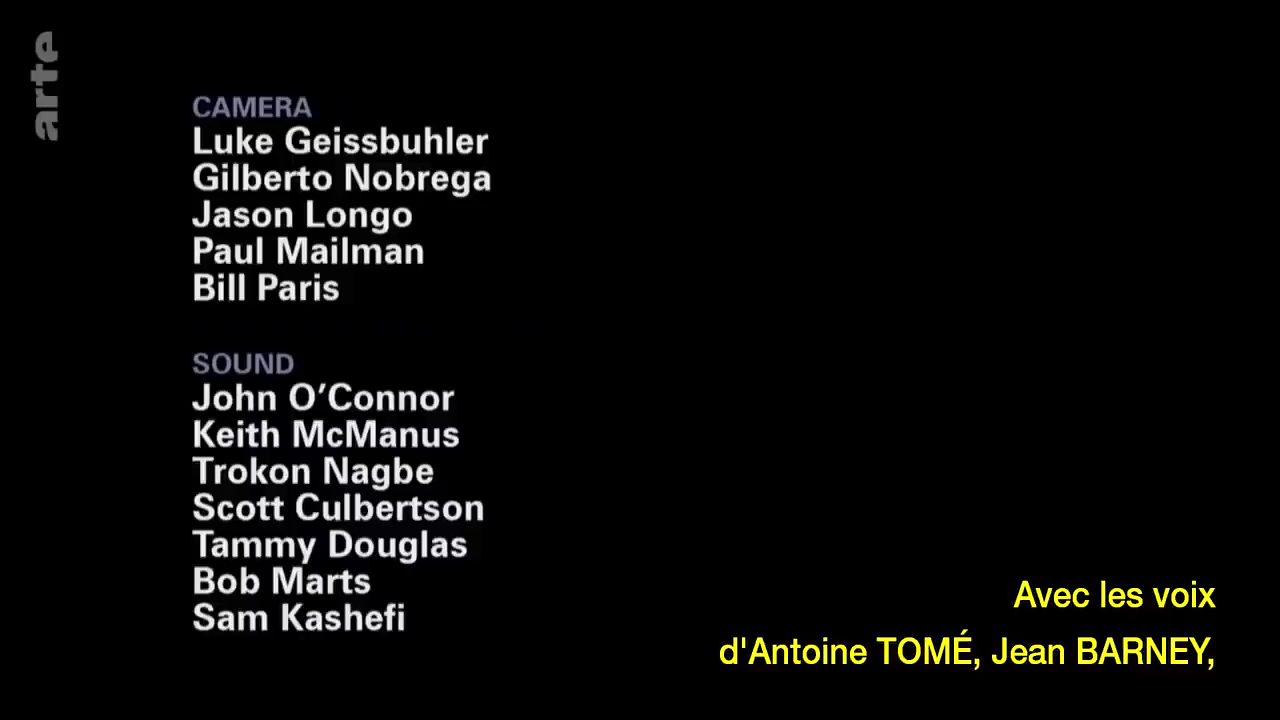 arte
CAMERA
Luke Geissbuhler
Gilberto Nobrega
Jason Longo
Paul Mailman
Bill Paris
SOUND
John O’Connor
Keith McManus
Trokon Nagbe
Scott Culbertson
Tammy Douglas
Bob Marts
Sam Kashefi
Avec les voix
d'Antoine TOMÉ, Jean BARNEY,